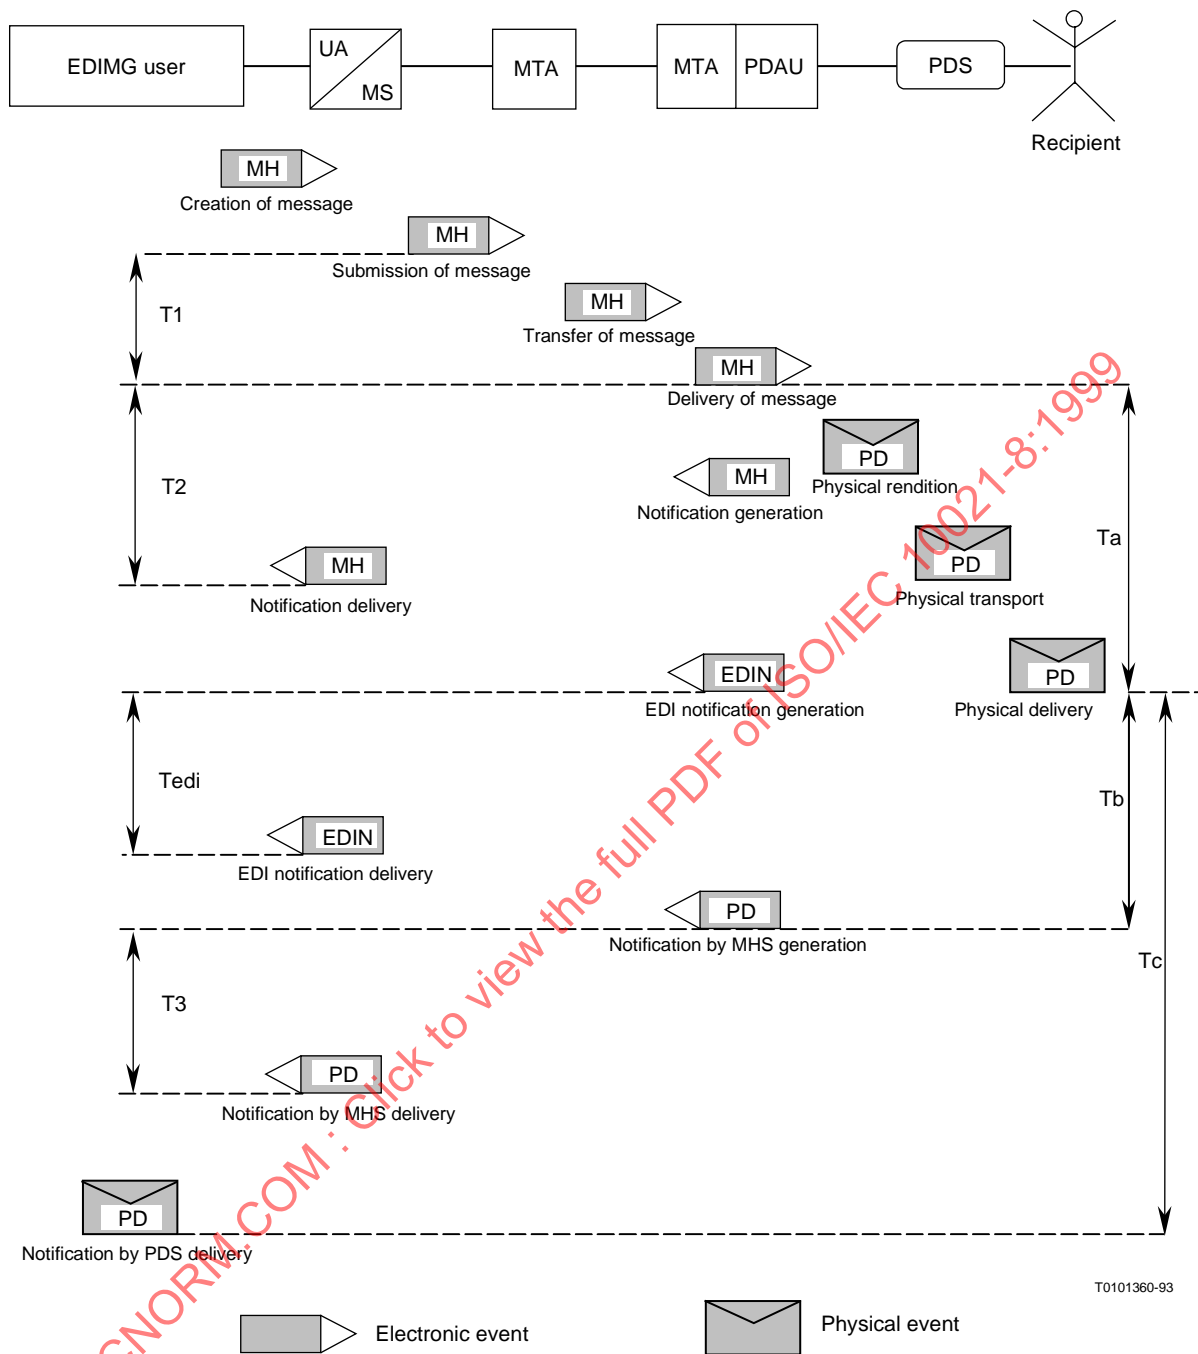 EDIMG user
UA
MS
MTA
MTA
PDAU
PDS
Recipient
MH
Creation of message
MH
Submission of message
T1
MH
Transfer of message
MH
Delivery of message
T2
PD
Physical rendition
MH
Notification generation
Ta
PD
Physical transport
MH
Notification delivery
EDIN
EDI notification generation
PD
Physical delivery
Tedi
Tb
EDIN
EDI notification delivery
PD
Notification by MHS generation
Tc
T3
PD
Notification by MHS delivery
PD
Notification by PDS delivery
T0101360-93
Electronic event
Physical event
CNORM.COM : Click to view the full PDF of ISO/IEC 10021-8:1999